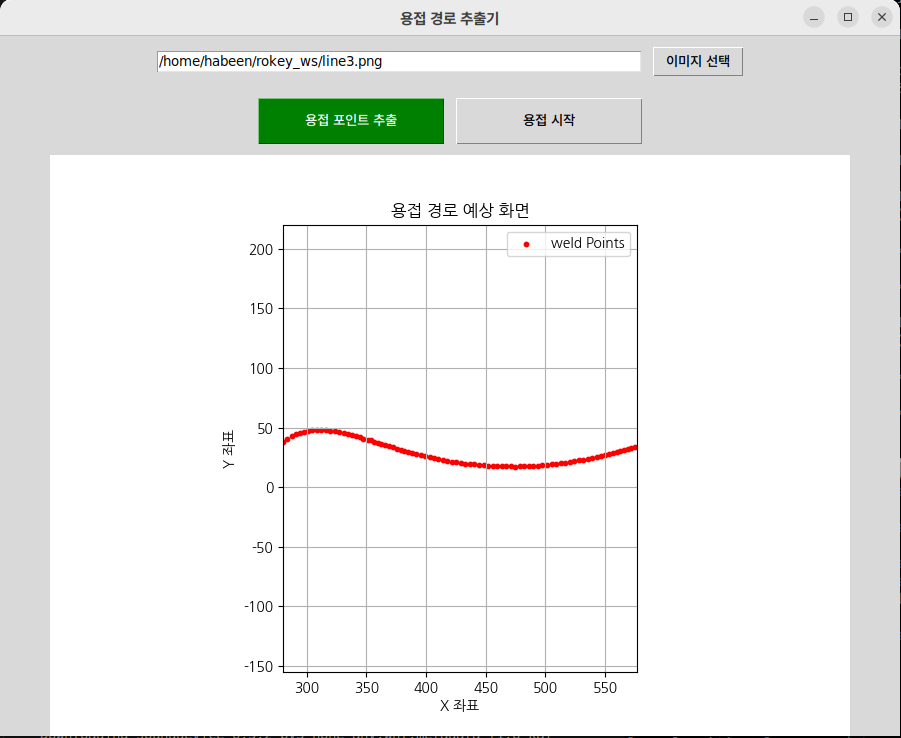 용접 경로 추출기
/home/habeen/rokey_ws/line3.png
이미지 선택
용접 포인트 추출
용접 시작
용접 경로 예상 화면
weld Points
200
150
100
50
0
-50
-100
-150
Y 좌표
300 350 400 450 500 550
X 좌표